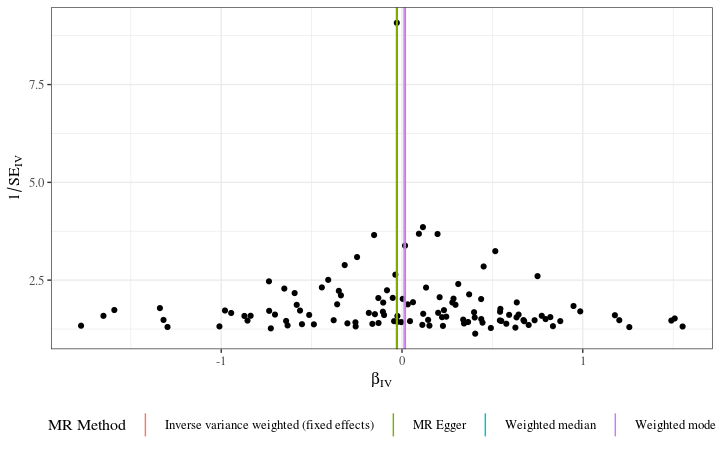 7.5
5.0
2.5
1/SE_IV
-1
0
1
β_IV
MR Method
Inverse variance weighted (fixed effects)
MR Egger
Weighted median
Weighted mode